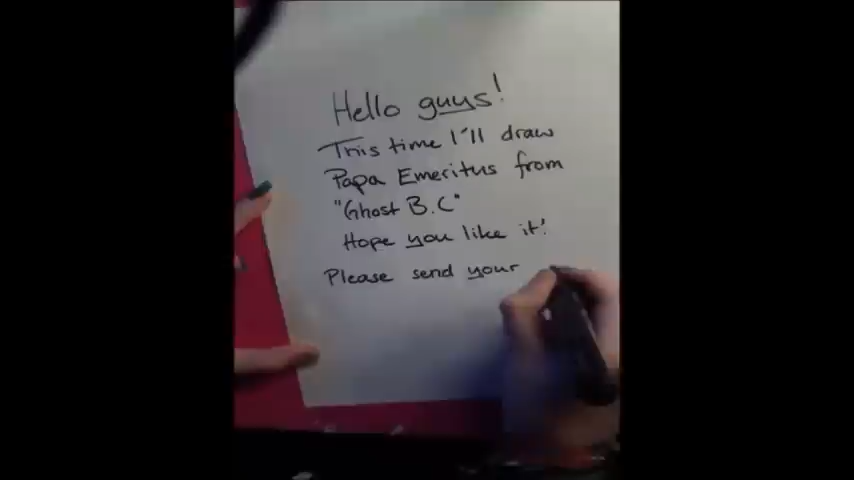 Hello guys!
This time I'll draw
Papa Emeritus from
"Ghost B.C"
Hope you like it!
Please send your